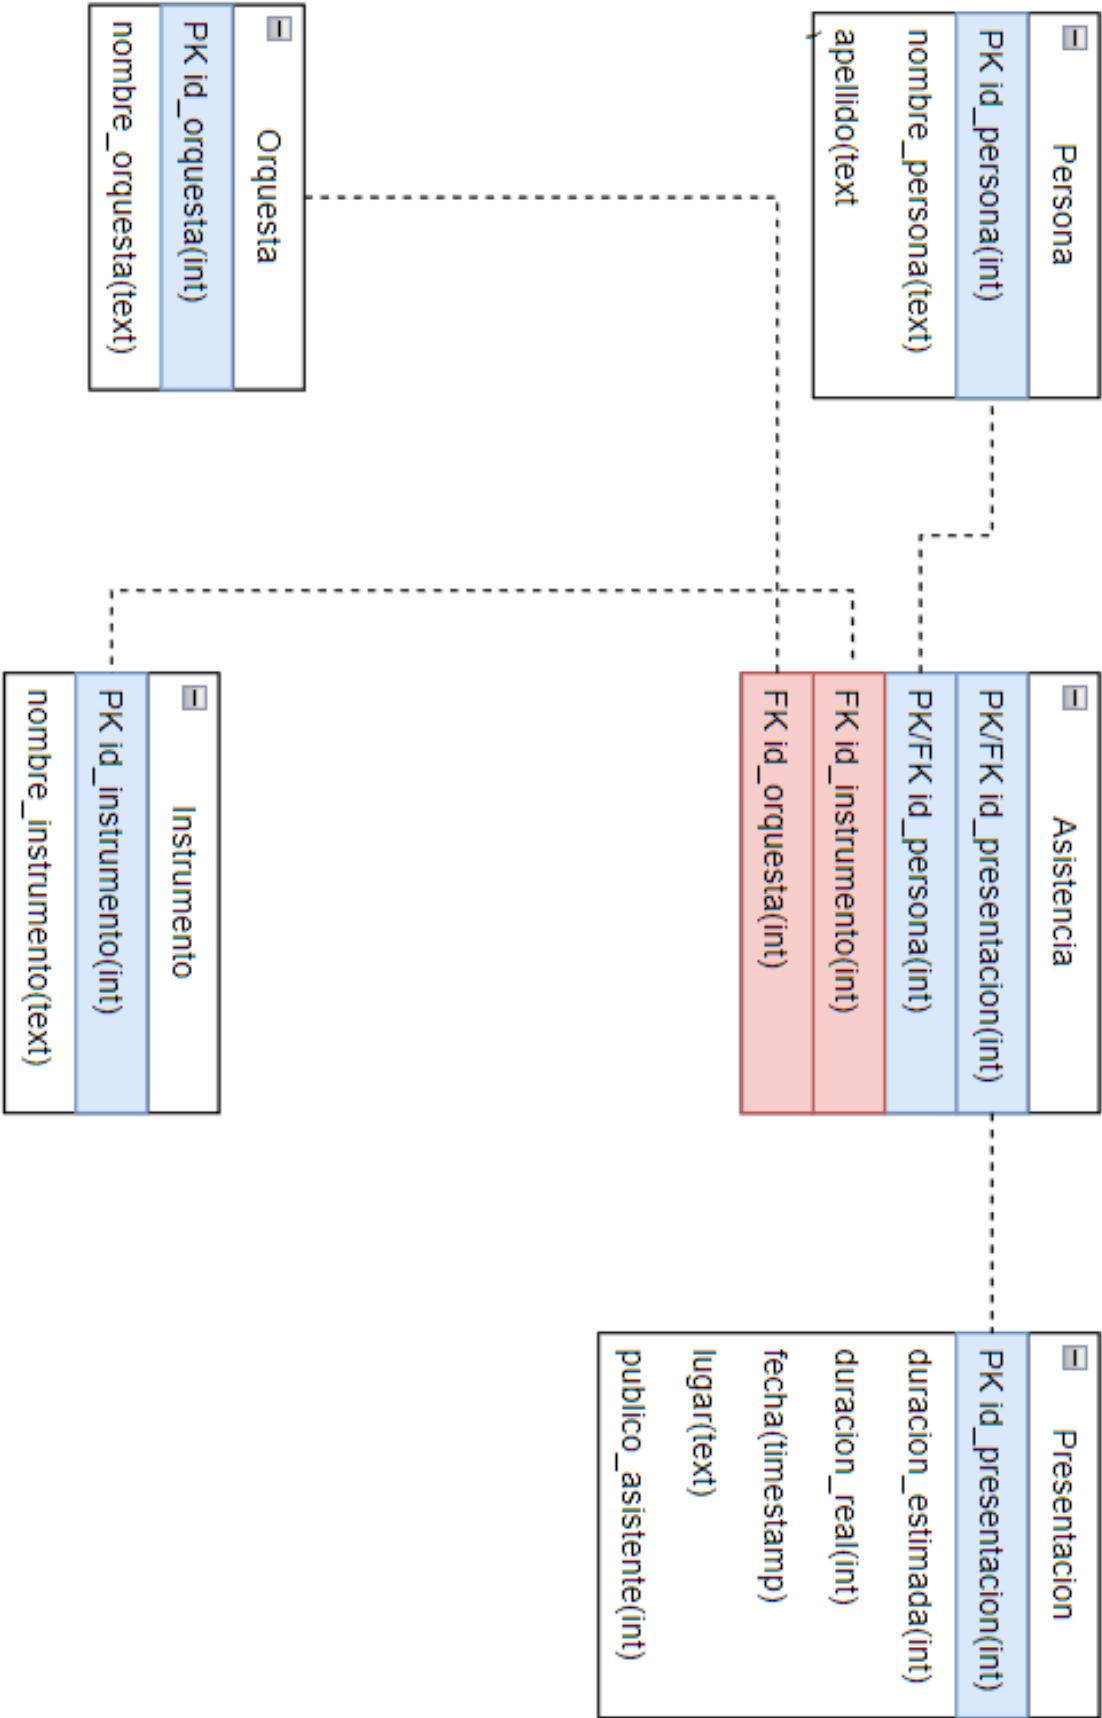 Persona
PK id_persona(int)
nombre_persona(text)
apellido(text
)
Asistencia
PK/FK id_presentacion(int)
PK/FK id_persona(int)
FK id_instrumento(int)
FK id_orquesta(int)
Presentacion
PK id_presentacion(int)
duracion_estimada(int)
duracion_real(int)
fecha(timestamp)
lugar(text)
publico_asistente(int)
Orquesta
PK id_orquesta(int)
nombre_orquesta(text)
Instrumento
PK id_instrumento(int)
nombre_instrumento(text)